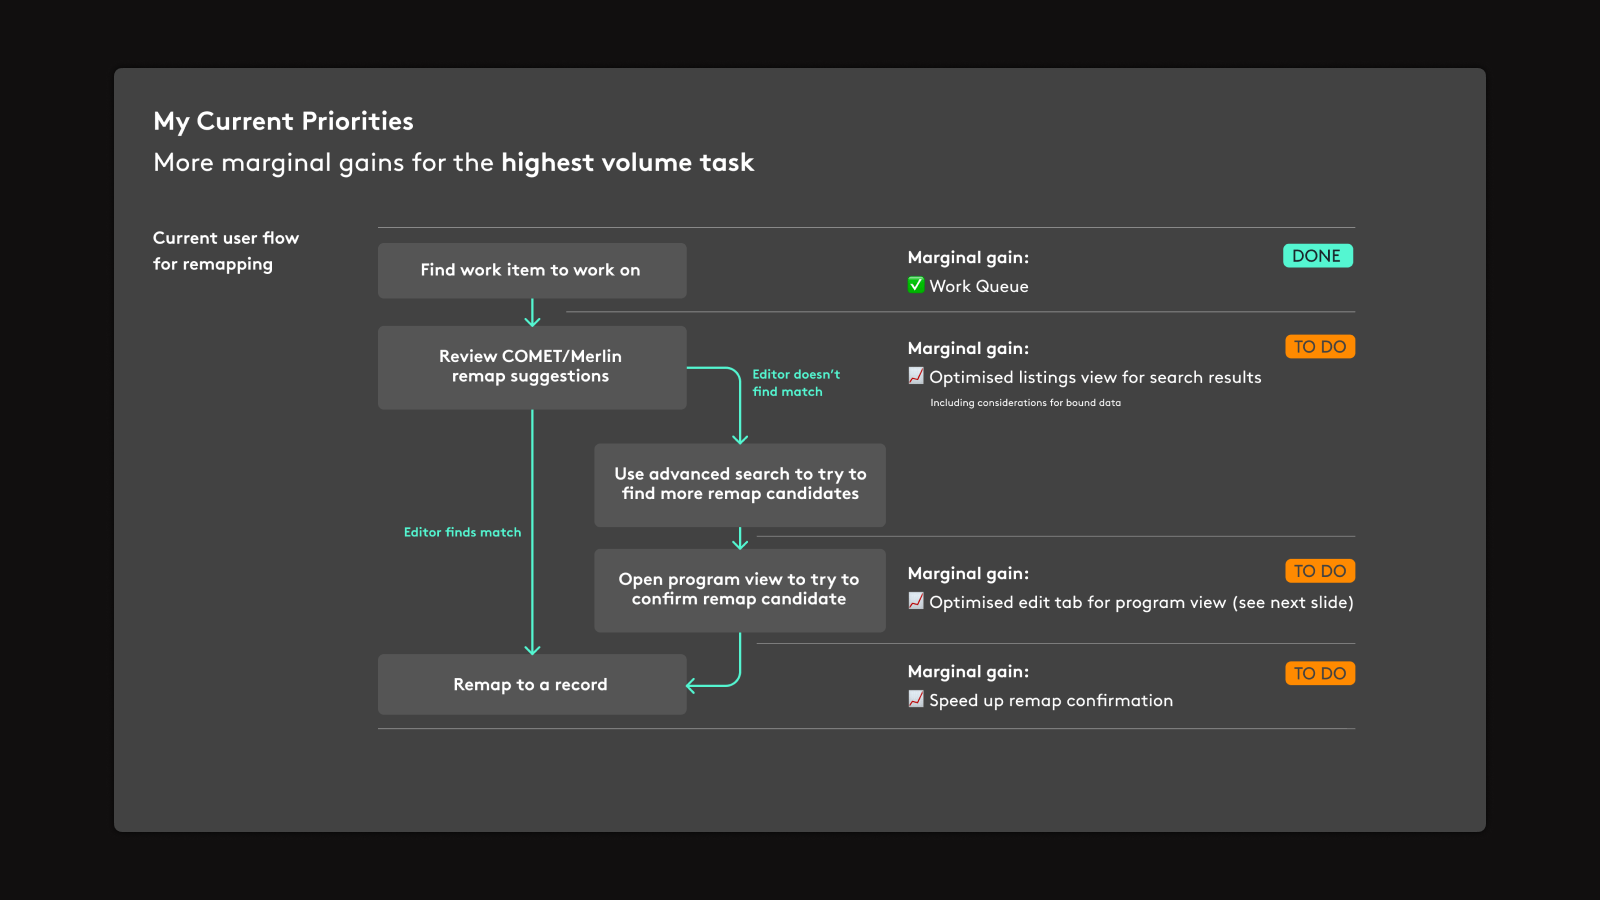 My Current Priorities
More marginal gains for the highest volume task
Current user flow
for remapping
Find work item to work on
Marginal gain:
✅ Work Queue
DONE
Review COMET/Merlin
remap suggestions
Editor doesn’t
find match
Marginal gain:
📈 Optimised listings view for search results
Including considerations for bound data
TO DO
Use advanced search to try to
find more remap candidates
Editor finds match
Open program view to try to
confirm remap candidate
Marginal gain:
📈 Optimised edit tab for program view (see next slide)
TO DO
Remap to a record
Marginal gain:
📈 Speed up remap confirmation
TO DO